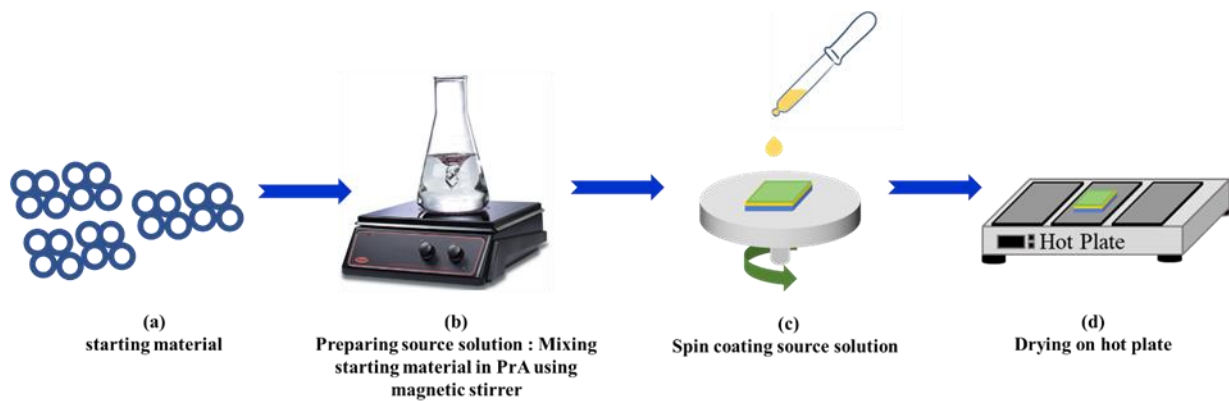 Hot Plate
(a)
starting material
(b)
Preparing source solution : Mixing
starting material in PrA using
magnetic stirrer
(c)
Spin coating source solution
(d)
Drying on hot plate